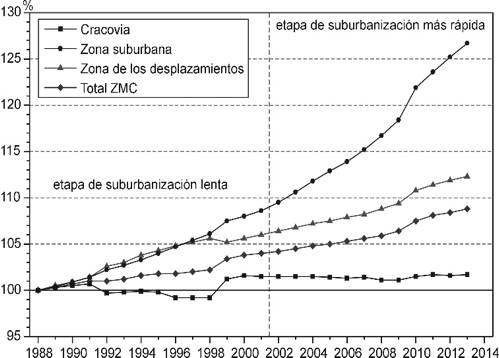 %
130
125
120
115
110
105
100
95
Cracovia
Zona suburbana
Zona de los desplazamientos
Total ZMC
etapa de suburbanización más rápida
etapa de suburbanización lenta
1988 1990 1992 1994 1996 1998 2000 2002 2004 2006 2008 2010 2012 2014